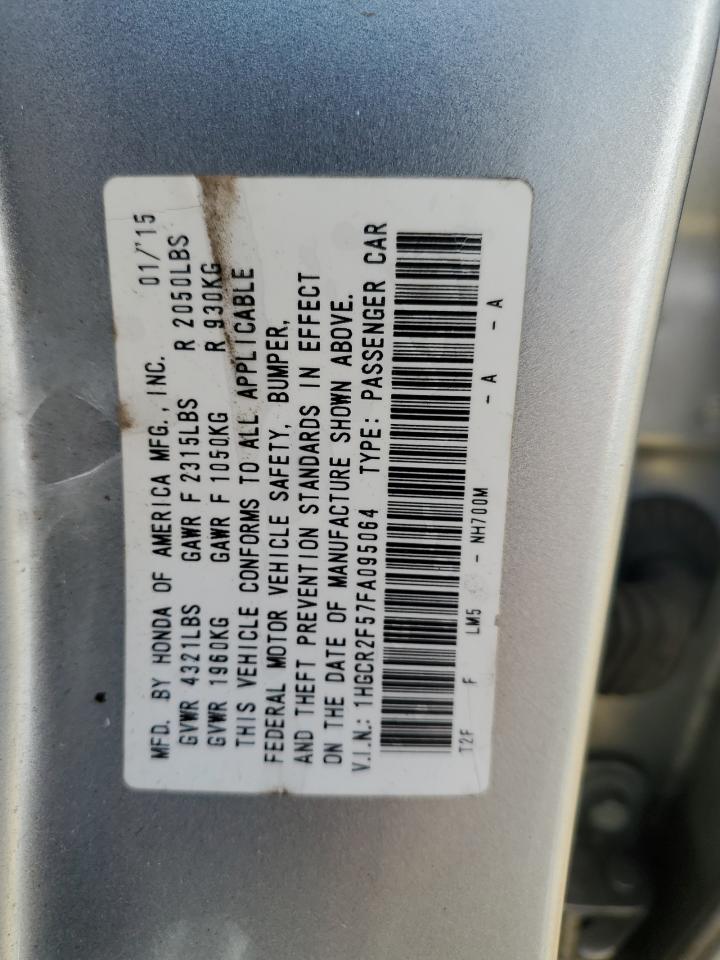 MFD. BY HONDA OF AMERICA MFG., INC. 01/'15
GVWR 4321LBS GAWR F 2315LBS R 2050LBS
GVWR 1960KG GAWR F 1050KG R 930KG
THIS VEHICLE CONFORMS TO ALL APPLICABLE
FEDERAL MOTOR VEHICLE SAFETY, BUMPER,
AND THEFT PREVENTION STANDARDS IN EFFECT
ON THE DATE OF MANUFACTURE SHOWN ABOVE.
V.I.N.: 1HGCR2F57FA095064 TYPE: PASSENGER CAR
T2F F LM5 - NH700M - A - A